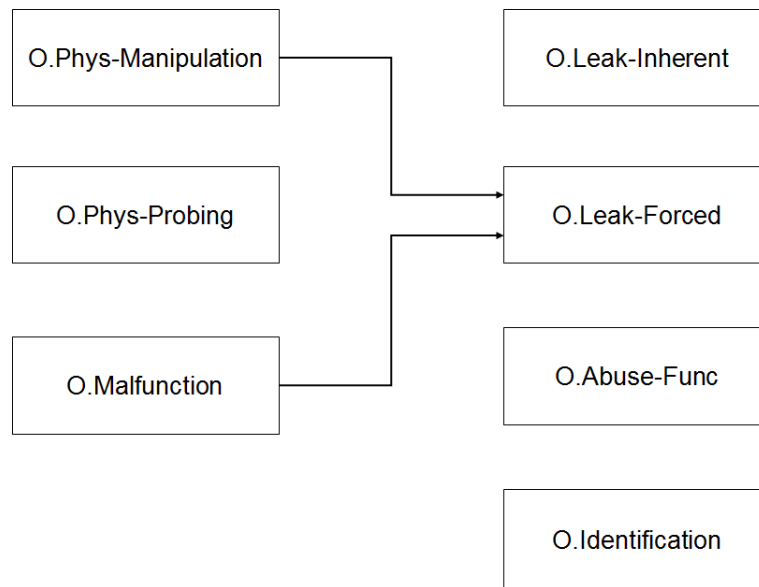 O.Phys-Manipulation
O.Leak-Inherent
O.Phys-Probing
O.Leak-Forced
O.Malfunction
O.Abuse-Func
O.Identification